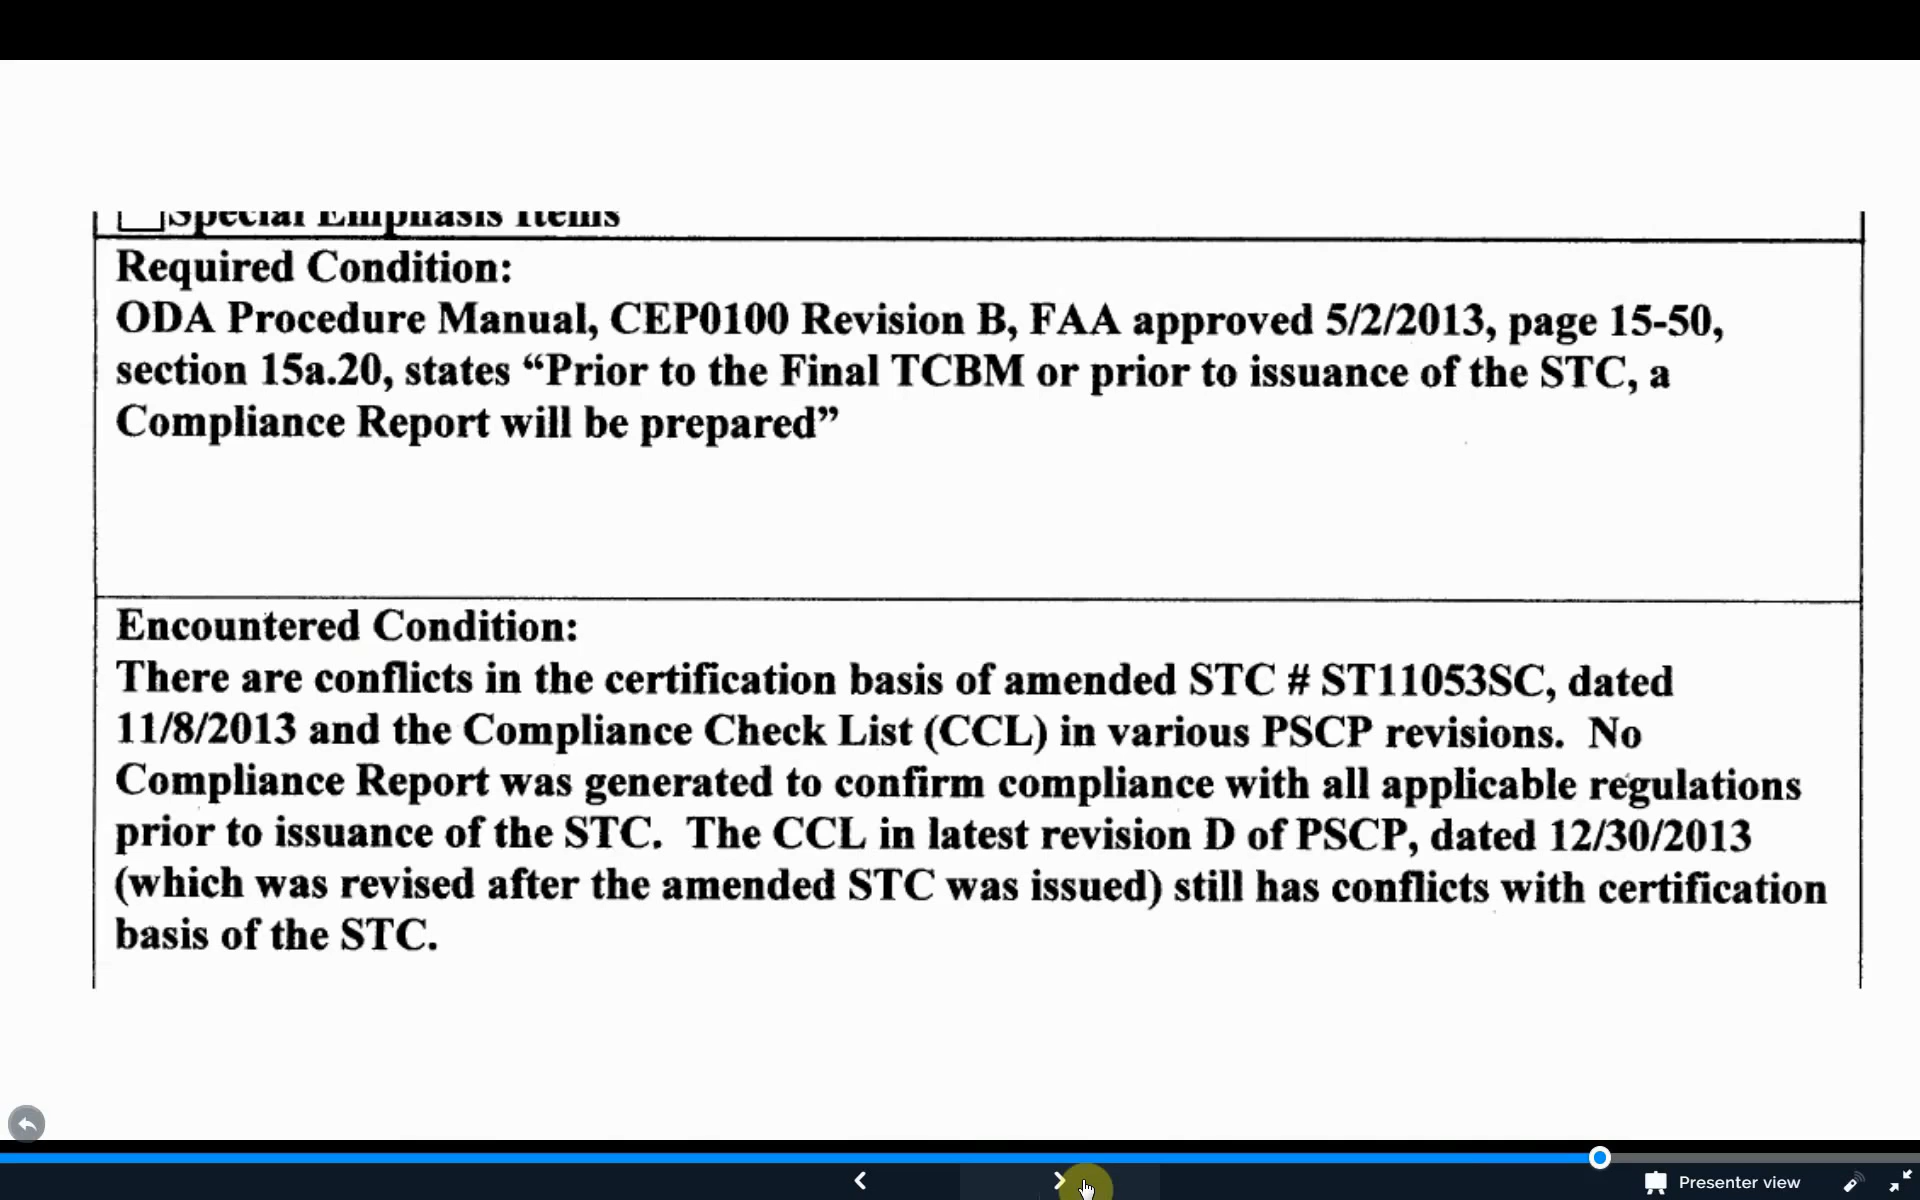 Special Emphasis Items
Required Condition:
ODA Procedure Manual, CEP0100 Revision B, FAA approved 5/2/2013, page 15-50,
section 15a.20, states “Prior to the Final TCBM or prior to issuance of the STC, a
Compliance Report will be prepared”
Encountered Condition:
There are conflicts in the certification basis of amended STC # ST11053SC, dated
11/8/2013 and the Compliance Check List (CCL) in various PSCP revisions.  No
Compliance Report was generated to confirm compliance with all applicable regulations
prior to issuance of the STC.  The CCL in latest revision D of PSCP, dated 12/30/2013
(which was revised after the amended STC was issued) still has conflicts with certification
basis of the STC.
Presenter view